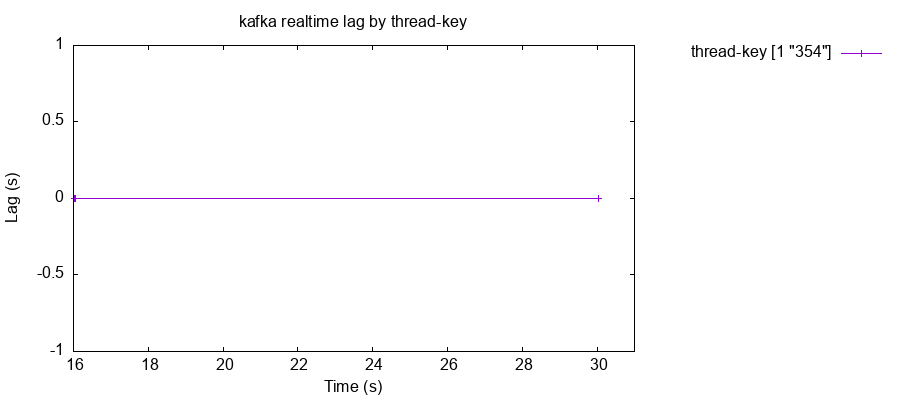 kafka realtime lag by thread-key
thread-key [1 "354"]
1
0.5
0
-0.5
-1
Lag (s)
16 18 20 22 24 26 28 30
Time (s)